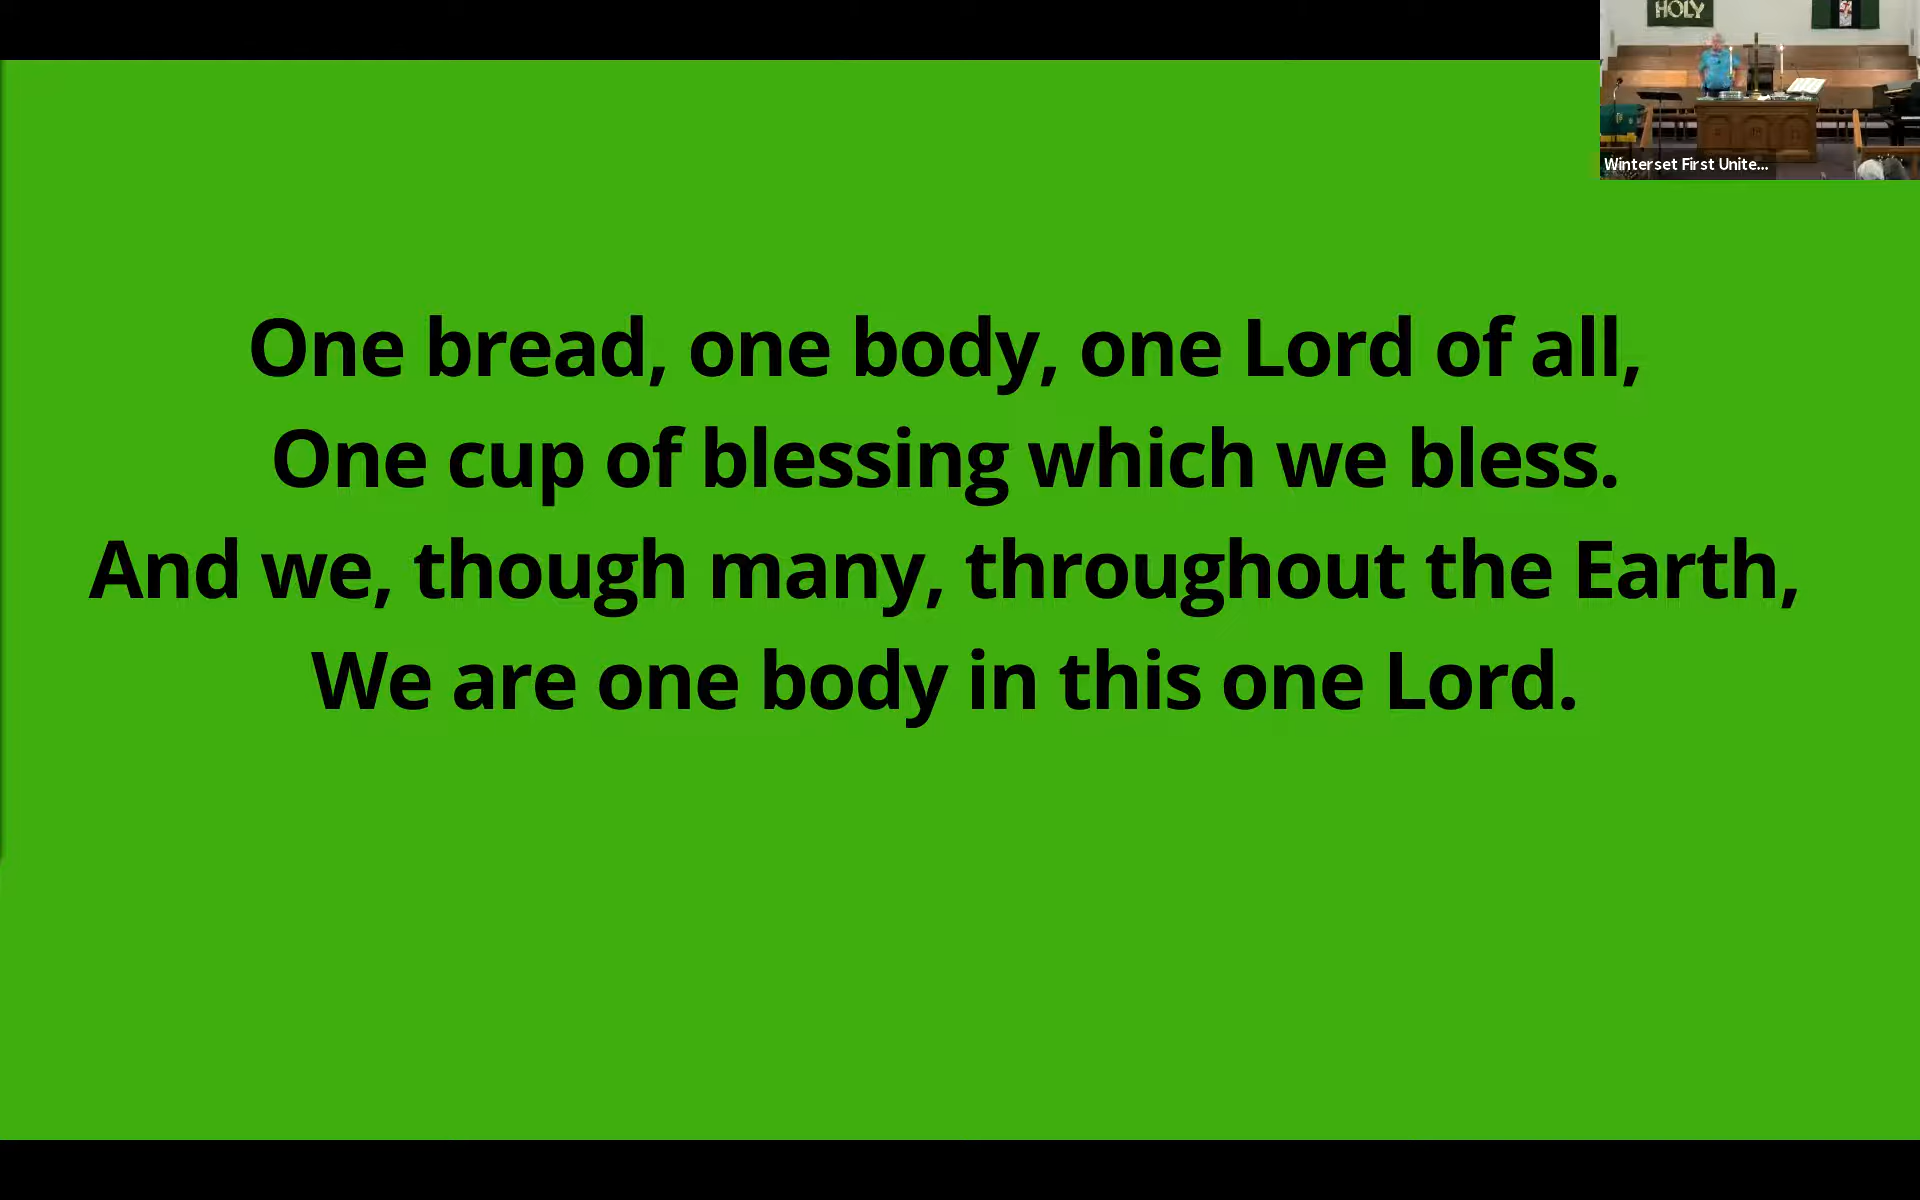 HOLY
Winterset First Unite...
One bread, one body, one Lord of all,
One cup of blessing which we bless.
And we, though many, throughout the Earth,
We are one body in this one Lord.